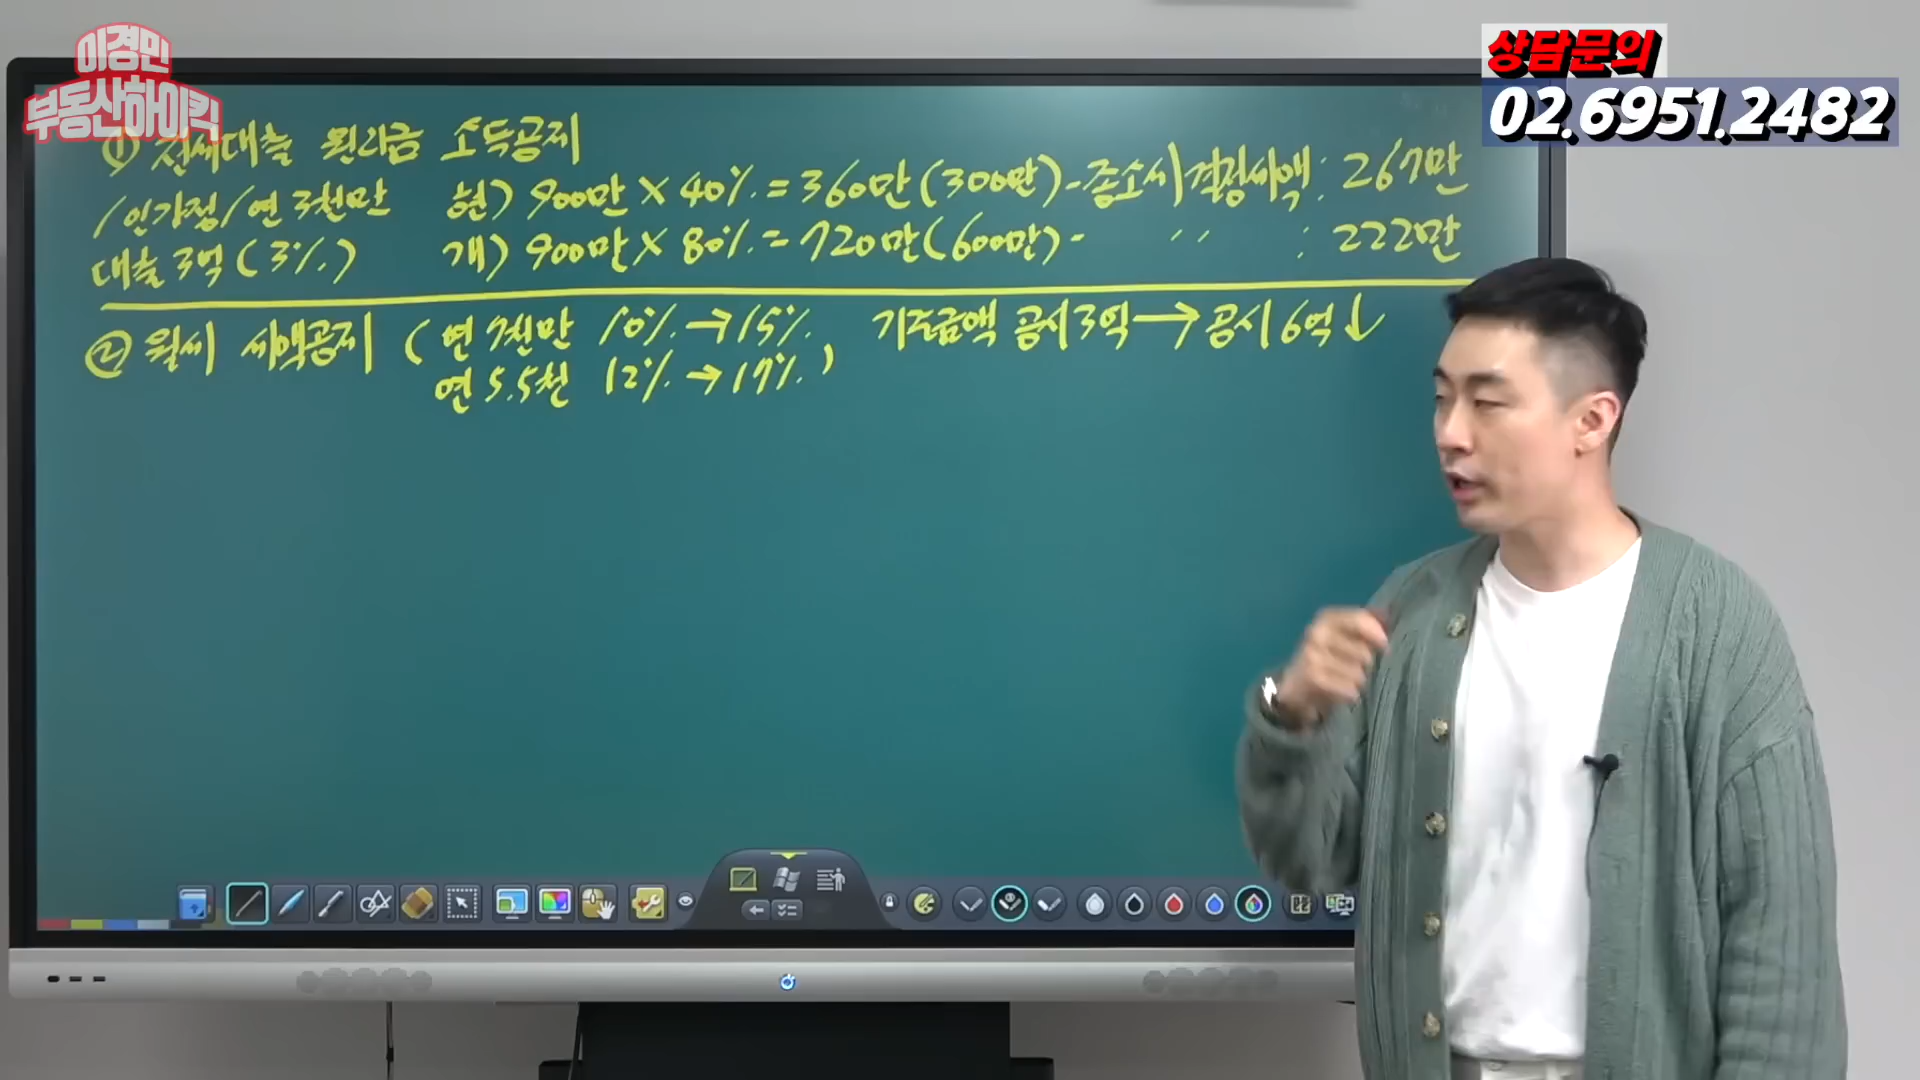 이경민
부동산하이킥
상담문의
02.6951.2482
① 전세대출 원리금 소득공제
1인가정/연 3천만 현) 900만 X 40% = 360만(300만) - 종소세 결정세액 : 267만
대출 3억 (3%) 개) 900만 X 80% = 720만(600만) - 〃 : 222만
② 월세 세액공제 ( 연 7천만 10% → 15% 기준금액 공시 3억 → 공시 6억↓
연 5.5천 12% → 17% )